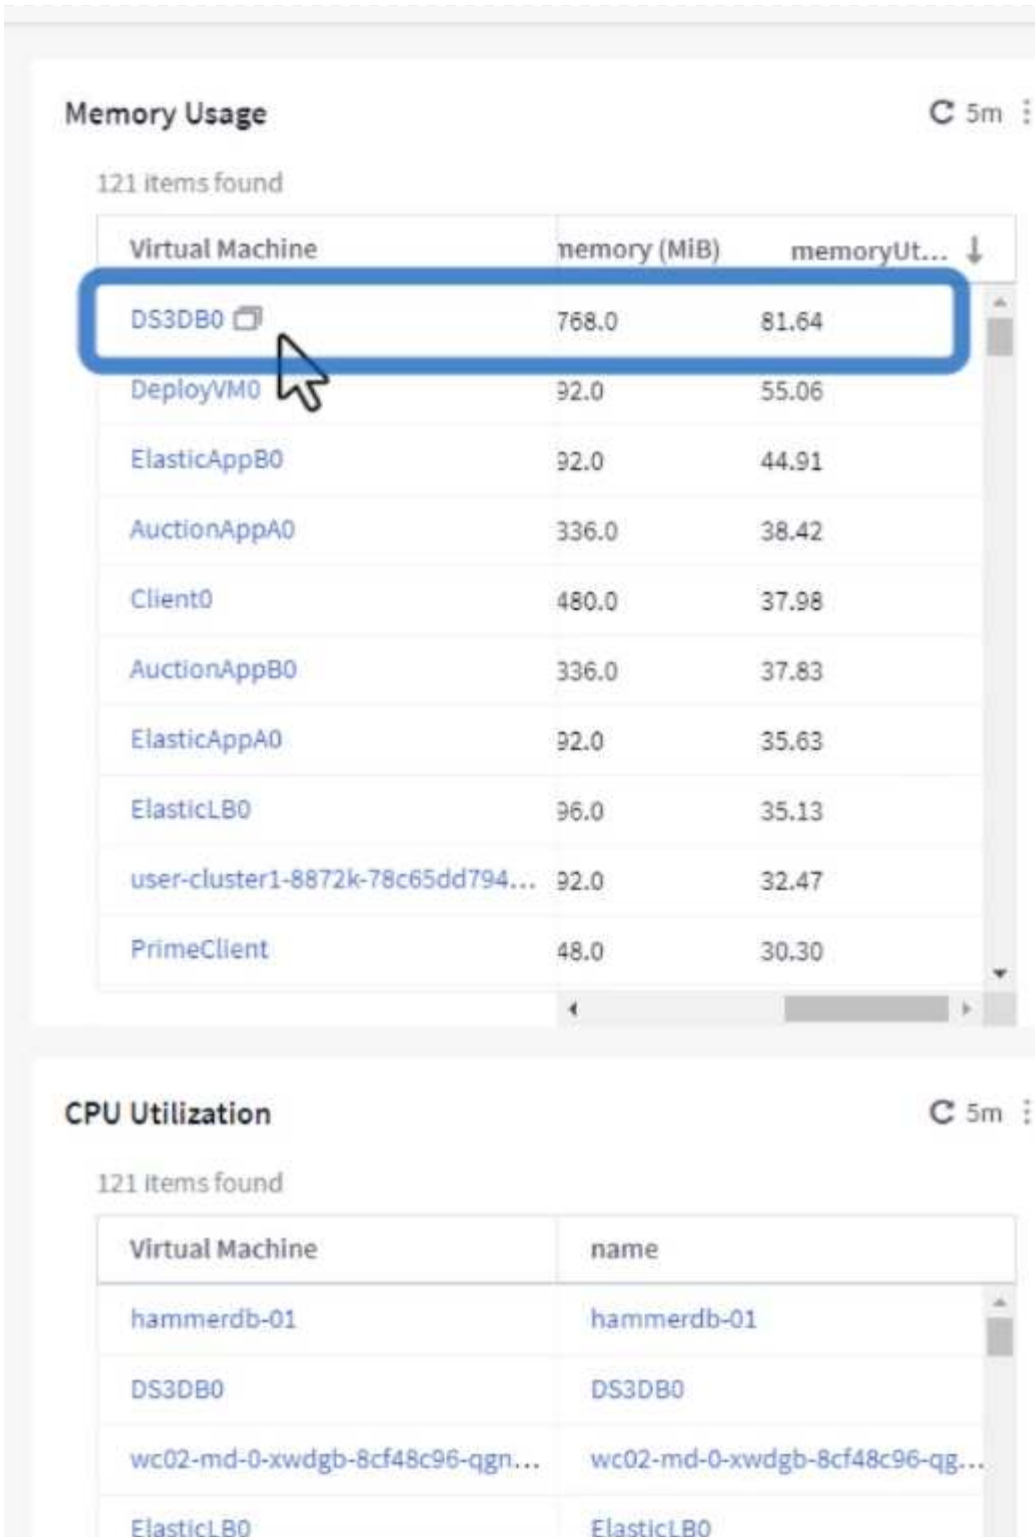 Memory Usage 5m
121 items found
Virtual Machine memory (MiB) memoryUt...
DS3DB0 768.0 81.64
DeployVM0 92.0 55.06
ElasticAppB0 92.0 44.91
AuctionAppA0 336.0 38.42
Client0 480.0 37.98
AuctionAppB0 336.0 37.83
ElasticAppA0 92.0 35.63
ElasticLB0 96.0 35.13
user-cluster1-8872k-78c65dd794... 92.0 32.47
PrimeClient 48.0 30.30
CPU Utilization 5m
121 items found
Virtual Machine name
hammerdb-01 hammerdb-01
DS3DB0 DS3DB0
wc02-md-0-xwdgb-8cf48c96-qgn... wc02-md-0-xwdgb-8cf48c96-qg...
ElasticLB0 ElasticLB0